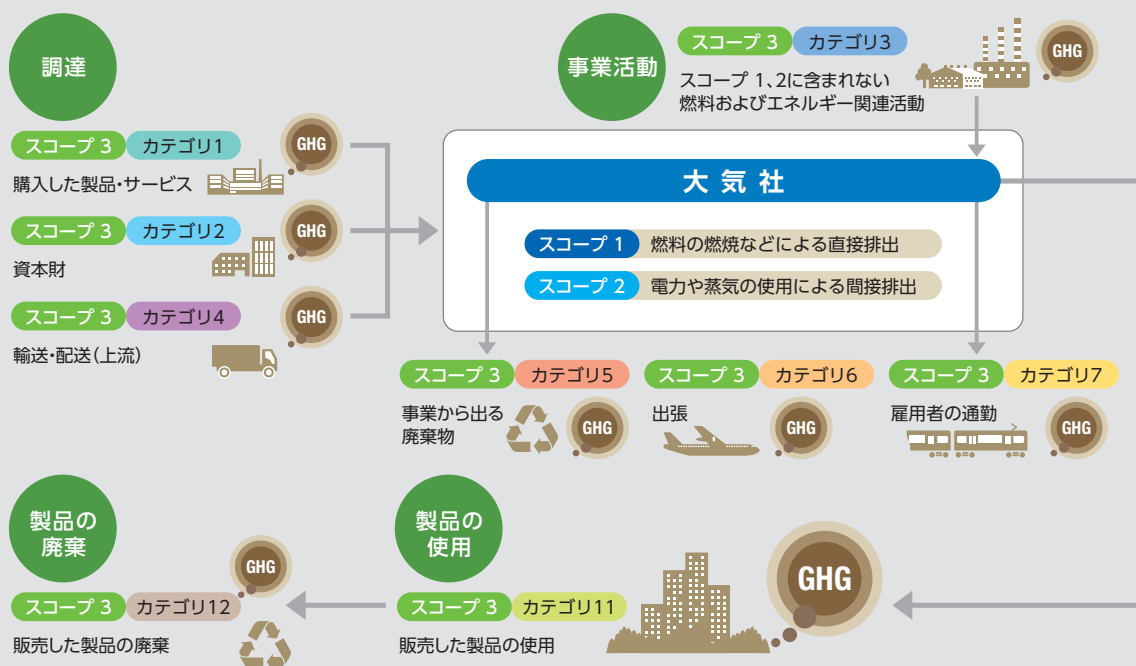 調達
スコープ 3 カテゴリ1
GHG
購入した製品・サービス
スコープ 3 カテゴリ2
GHG
資本財
スコープ 3 カテゴリ4
GHG
輸送・配送（上流）
事業活動
スコープ 3 カテゴリ3
GHG
スコープ 1、2に含まれない
燃料およびエネルギー関連活動
大気社
スコープ 1 燃料の燃焼などによる直接排出
スコープ 2 電力や蒸気の使用による間接排出
スコープ 3 カテゴリ5
事業から出る
廃棄物
GHG
スコープ 3 カテゴリ6
出張
GHG
スコープ 3 カテゴリ7
雇用者の通勤
GHG
製品の
廃棄
GHG
スコープ 3 カテゴリ12
販売した製品の廃棄
製品の
使用
スコープ 3 カテゴリ11
販売した製品の使用
GHG